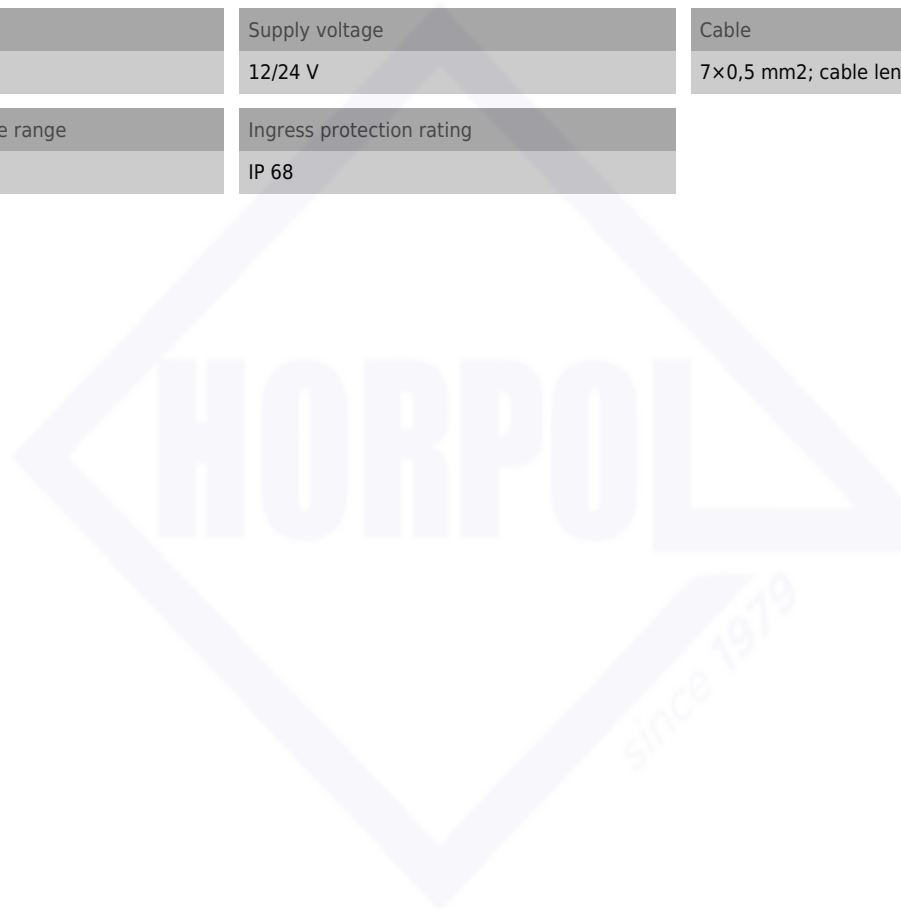 Supply voltage
Cable
12/24 V
7×0,5 mm2; cable len
e range
Ingress protection rating
IP 68
HORPOL
since 1979